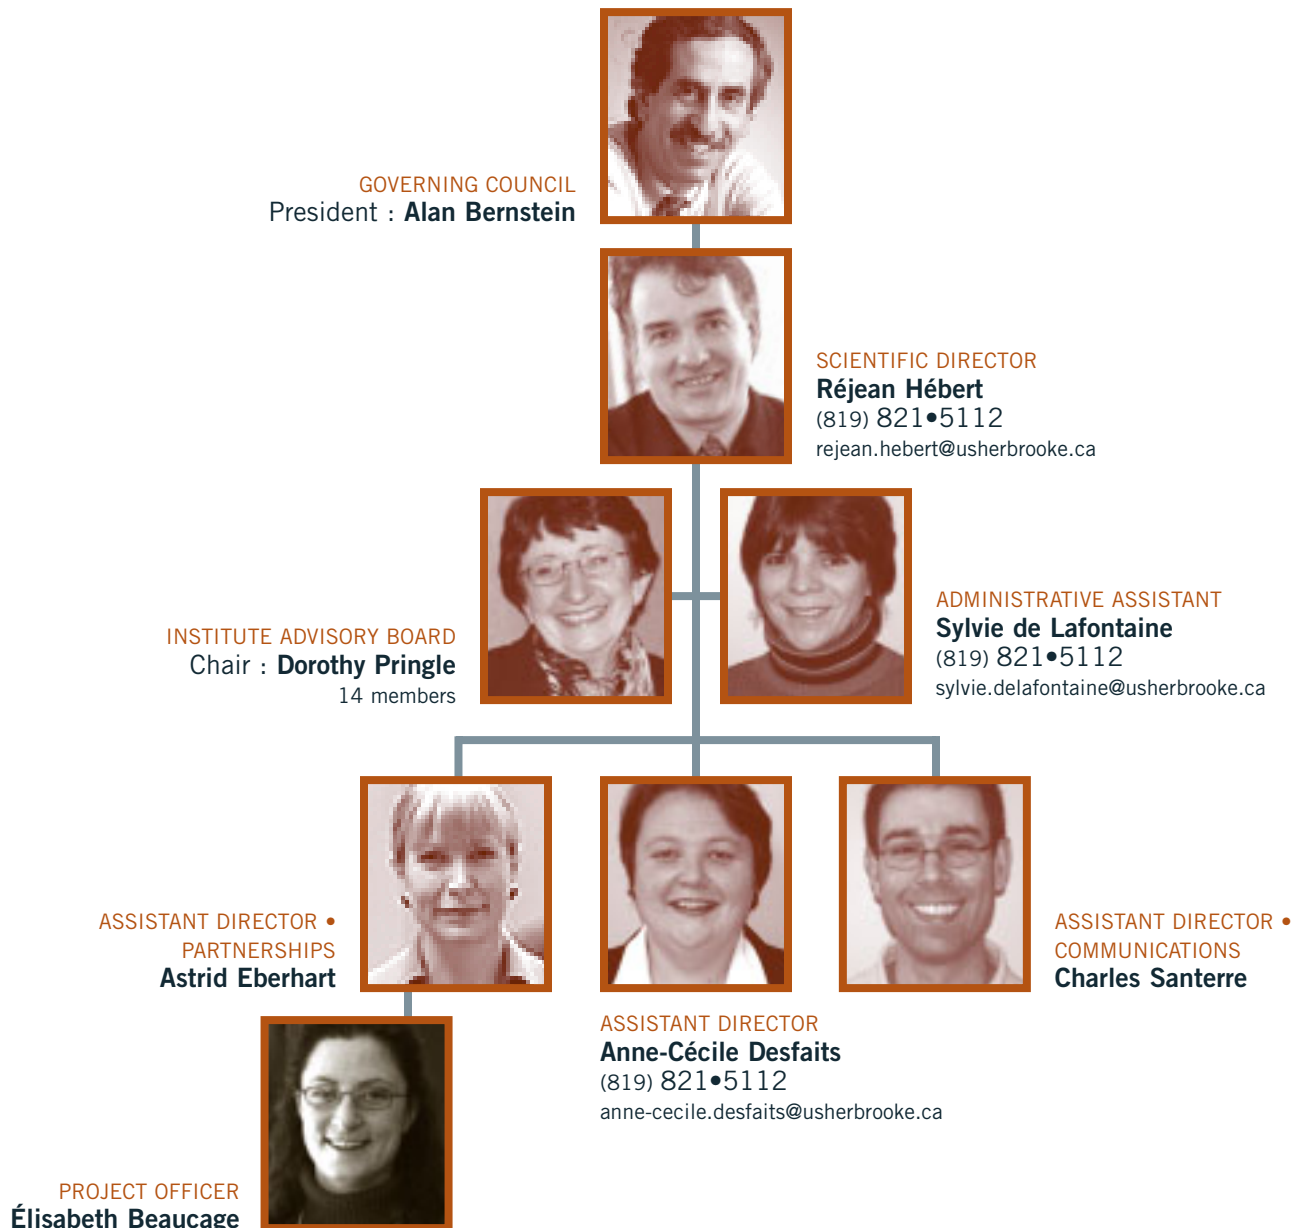 GOVERNING COUNCIL
President : Alan Bernstein
SCIENTIFIC DIRECTOR
Réjean Hébert
(819) 821•5112
rejean.hebert@usherbrooke.ca
INSTITUTE ADVISORY BOARD
Chair : Dorothy Pringle
14 members
ADMINISTRATIVE ASSISTANT
Sylvie de Lafontaine
(819) 821•5112
sylvie.delafontaine@usherbrooke.ca
ASSISTANT DIRECTOR •
PARTNERSHIPS
Astrid Eberhart
ASSISTANT DIRECTOR
Anne-Cécile Desfaits
(819) 821•5112
anne-cecile.desfaits@usherbrooke.ca
ASSISTANT DIRECTOR •
COMMUNICATIONS
Charles Santerre
PROJECT OFFICER
Élisabeth Beaucage